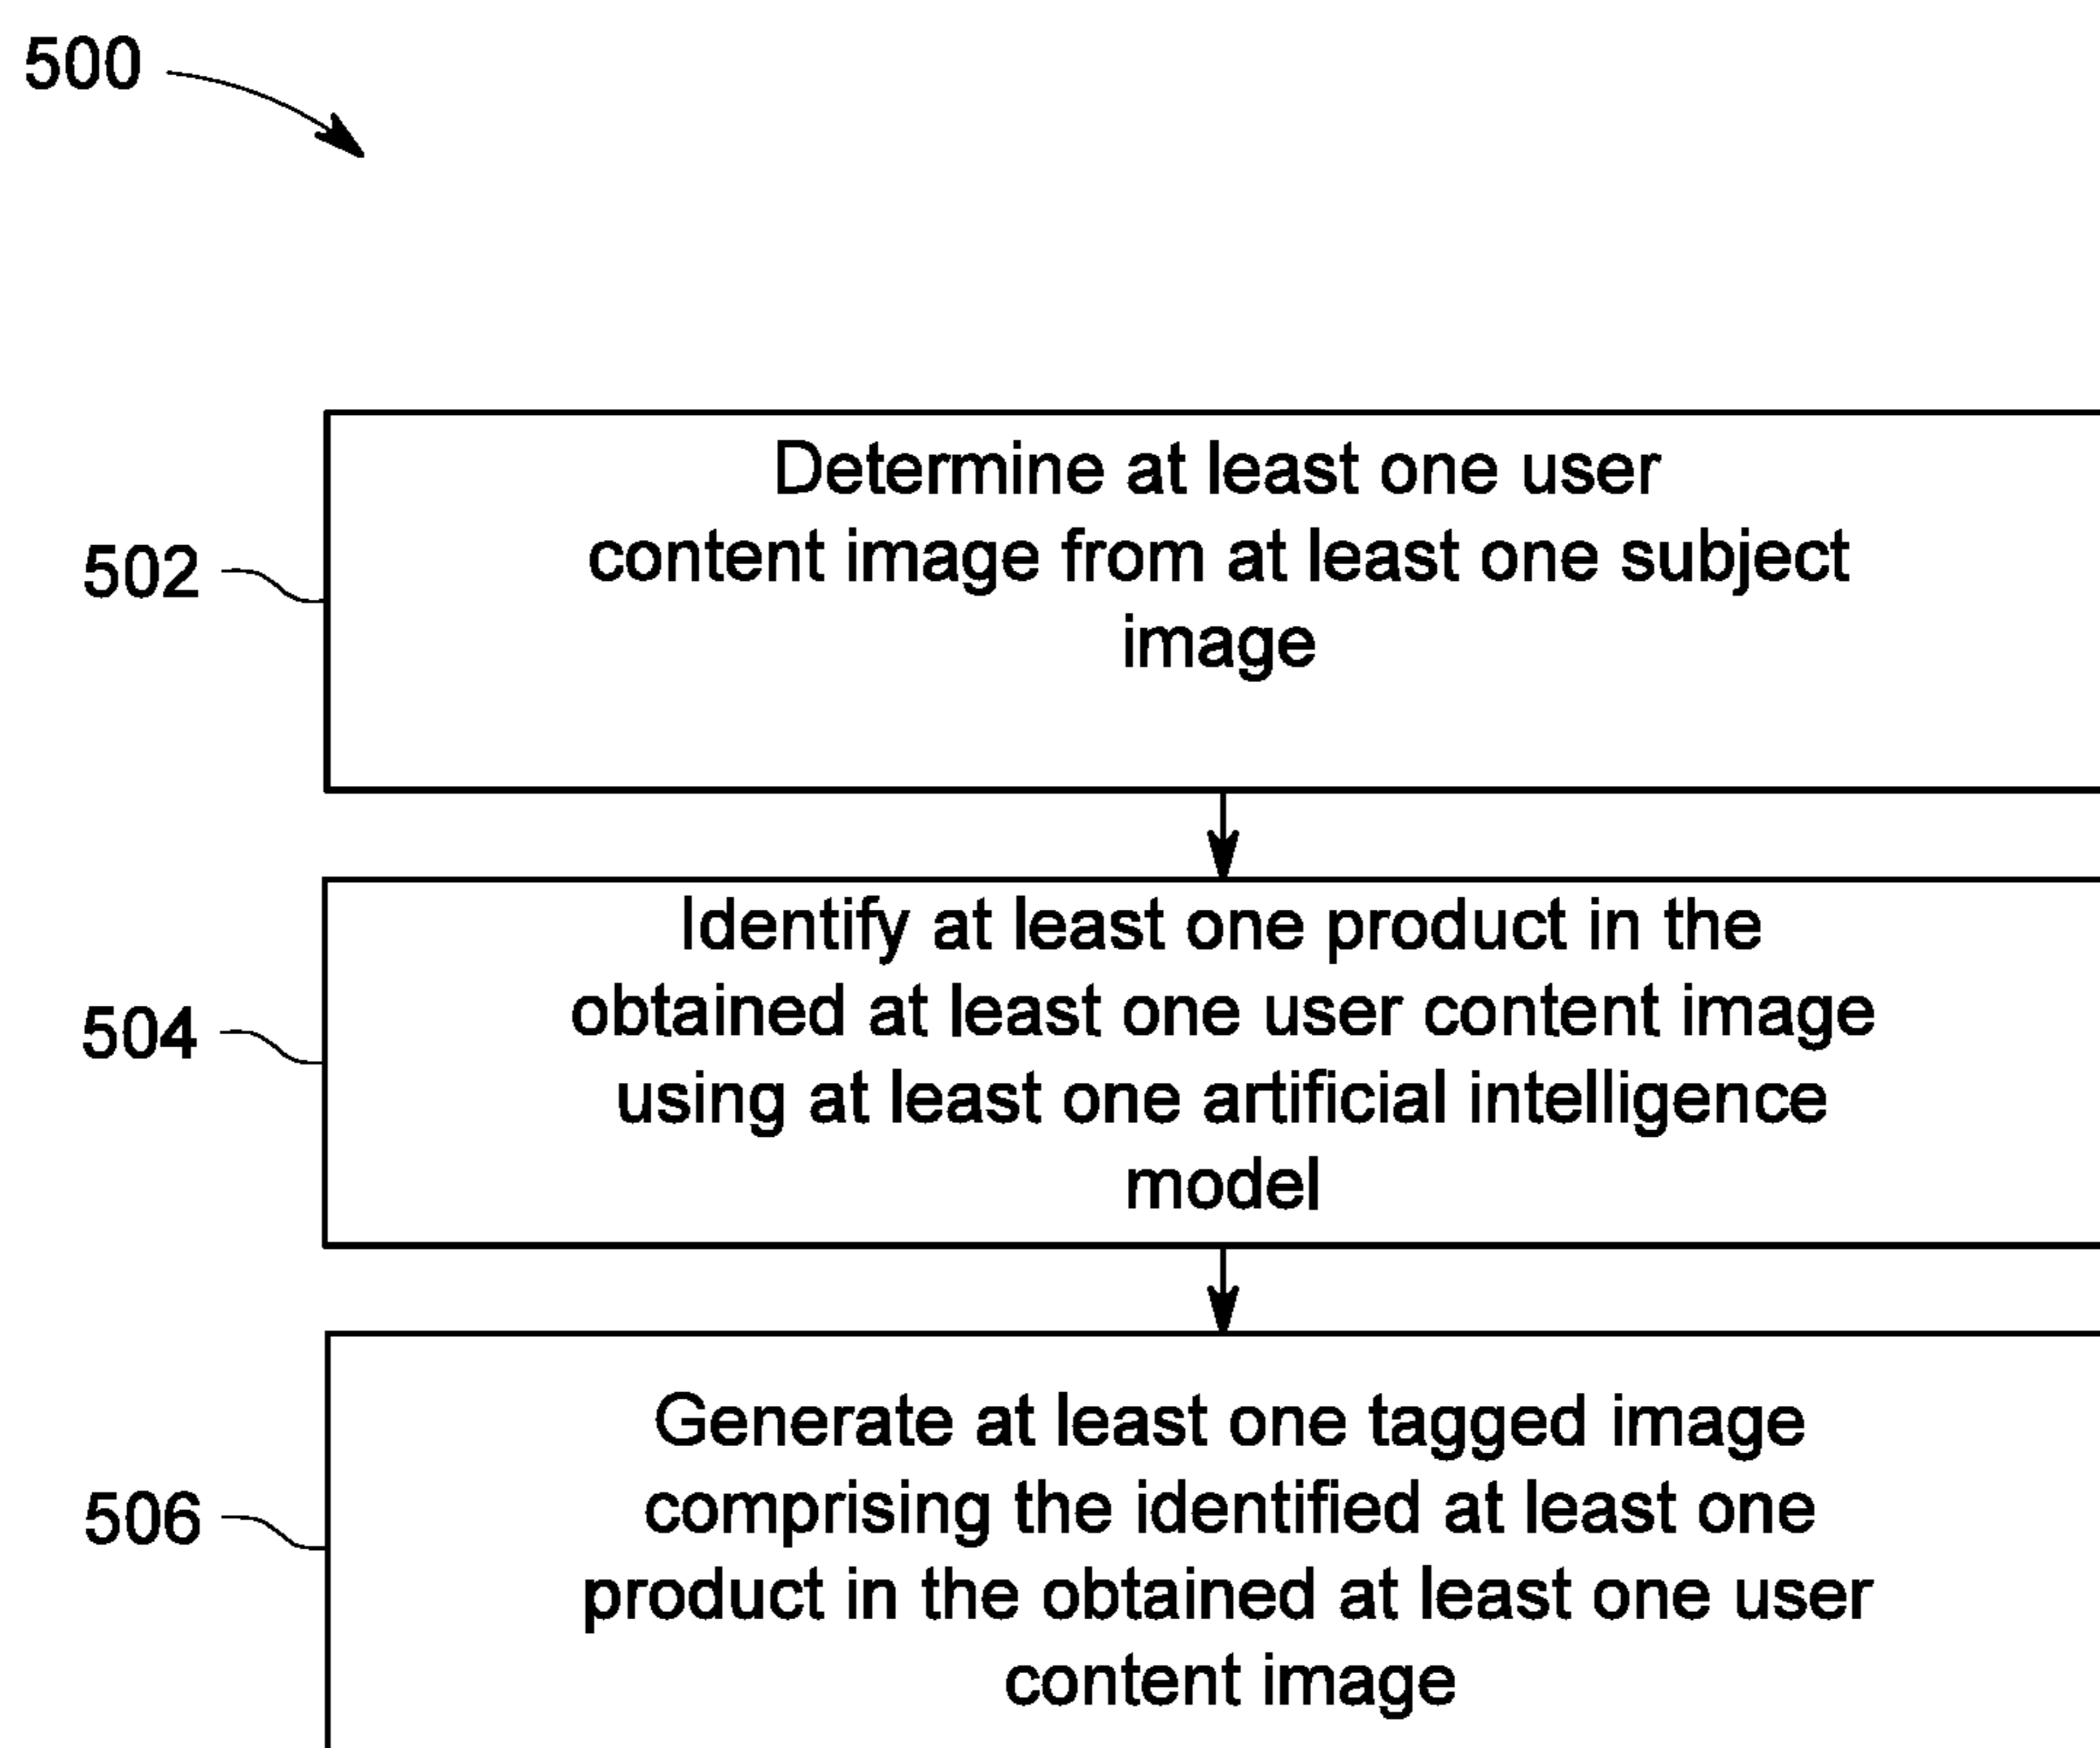 500
Determine at least one user
content image from at least one subject
image
502
Identify at least one product in the
obtained at least one user content image
using at least one artificial intelligence
model
504
Generate at least one tagged image
comprising the identified at least one
product in the obtained at least one user
content image
506